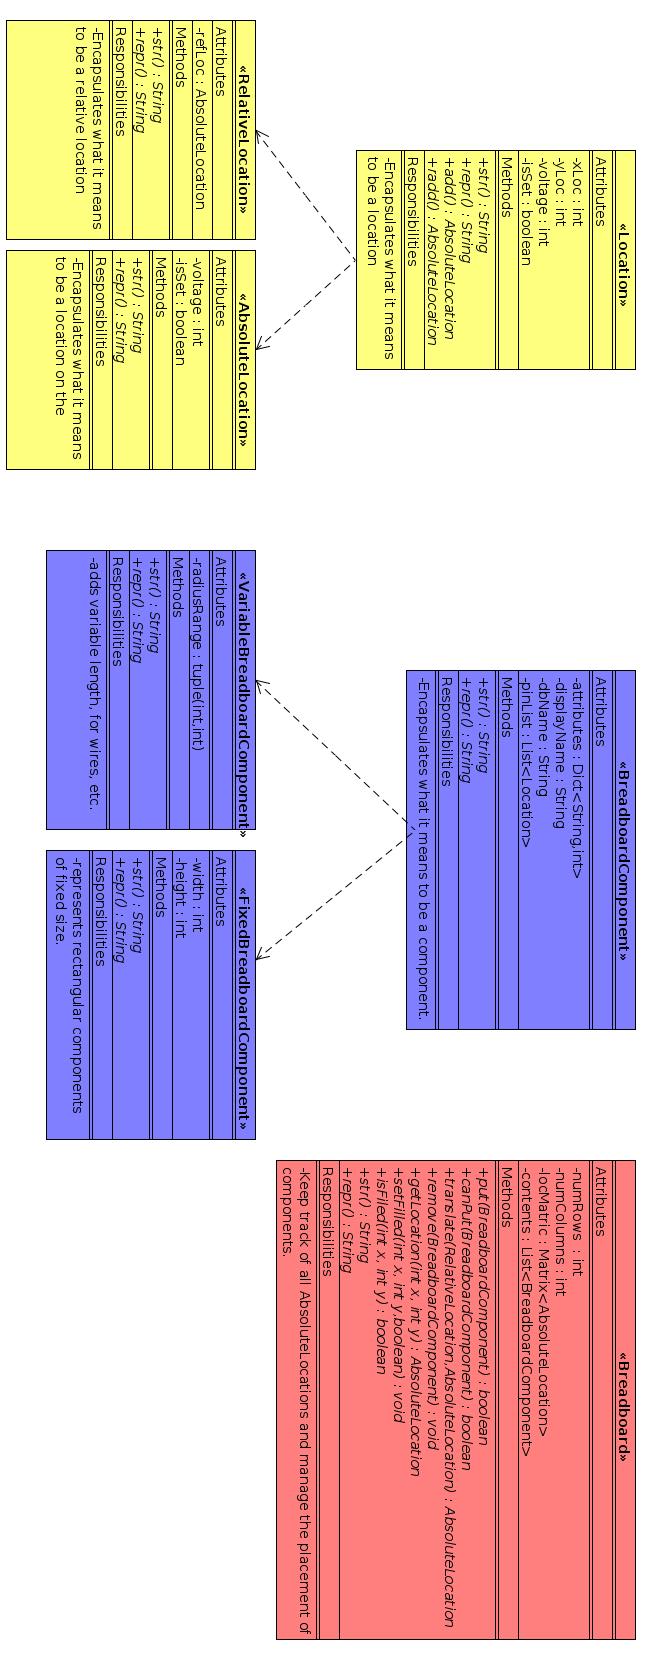 «Location»
Attributes
-xLoc : int
-yLoc : int
-voltage : int
-isSet : boolean
Methods
+str() : String
+repr() : String
+add() : AbsoluteLocation
+radd() : AbsoluteLocation
Responsibilities
-Encapsulates what it means
to be a location
«RelativeLocation»
Attributes
-refLoc : AbsoluteLocation
Methods
+str() : String
+repr() : String
Responsibilities
-Encapsulates what it means
to be a relative location
«AbsoluteLocation»
Attributes
-voltage : int
-isSet : boolean
Methods
+str() : String
+repr() : String
Responsibilities
-Encapsulates what it means
to be a location on the
«BreadboardComponent»
Attributes
-attributes : Dict<String,int>
-displayName : String
-dbName : String
-pinList : List<Location>
Methods
+str() : String
+repr() : String
Responsibilities
-Encapsulates what it means to be a component.
«VariableBreadboardComponent»
Attributes
-radiusRange : tuple(int,int)
Methods
+str() : String
+repr() : String
Responsibilities
-adds variable length, for wires, etc.
«FixedBreadboardComponent»
Attributes
-width : int
-height : int
Methods
+str() : String
+repr() : String
Responsibilities
-represents rectangular components
of fixed size.
«Breadboard»
Attributes
-numRows : int
-numColumns : int
-locMatric : Matrix<AbsoluteLocation>
-contents : List<BreadboardComponent>
Methods
+put(BreadboardComponent) : boolean
+canPut(BreadboardComponent) : boolean
+translate(RelativeLocation,AbsoluteLocation) : AbsoluteLocation
+remove(BreadboardComponent) : void
+getLocation(int x, int y) : AbsoluteLocation
+setFilled(int x, int y,boolean) : void
+isFiled(int x, int y) : boolean
+str() : String
+repr() : String
Responsibilities
-Keep track of all AbsoluteLocations and manage the placement of
components.